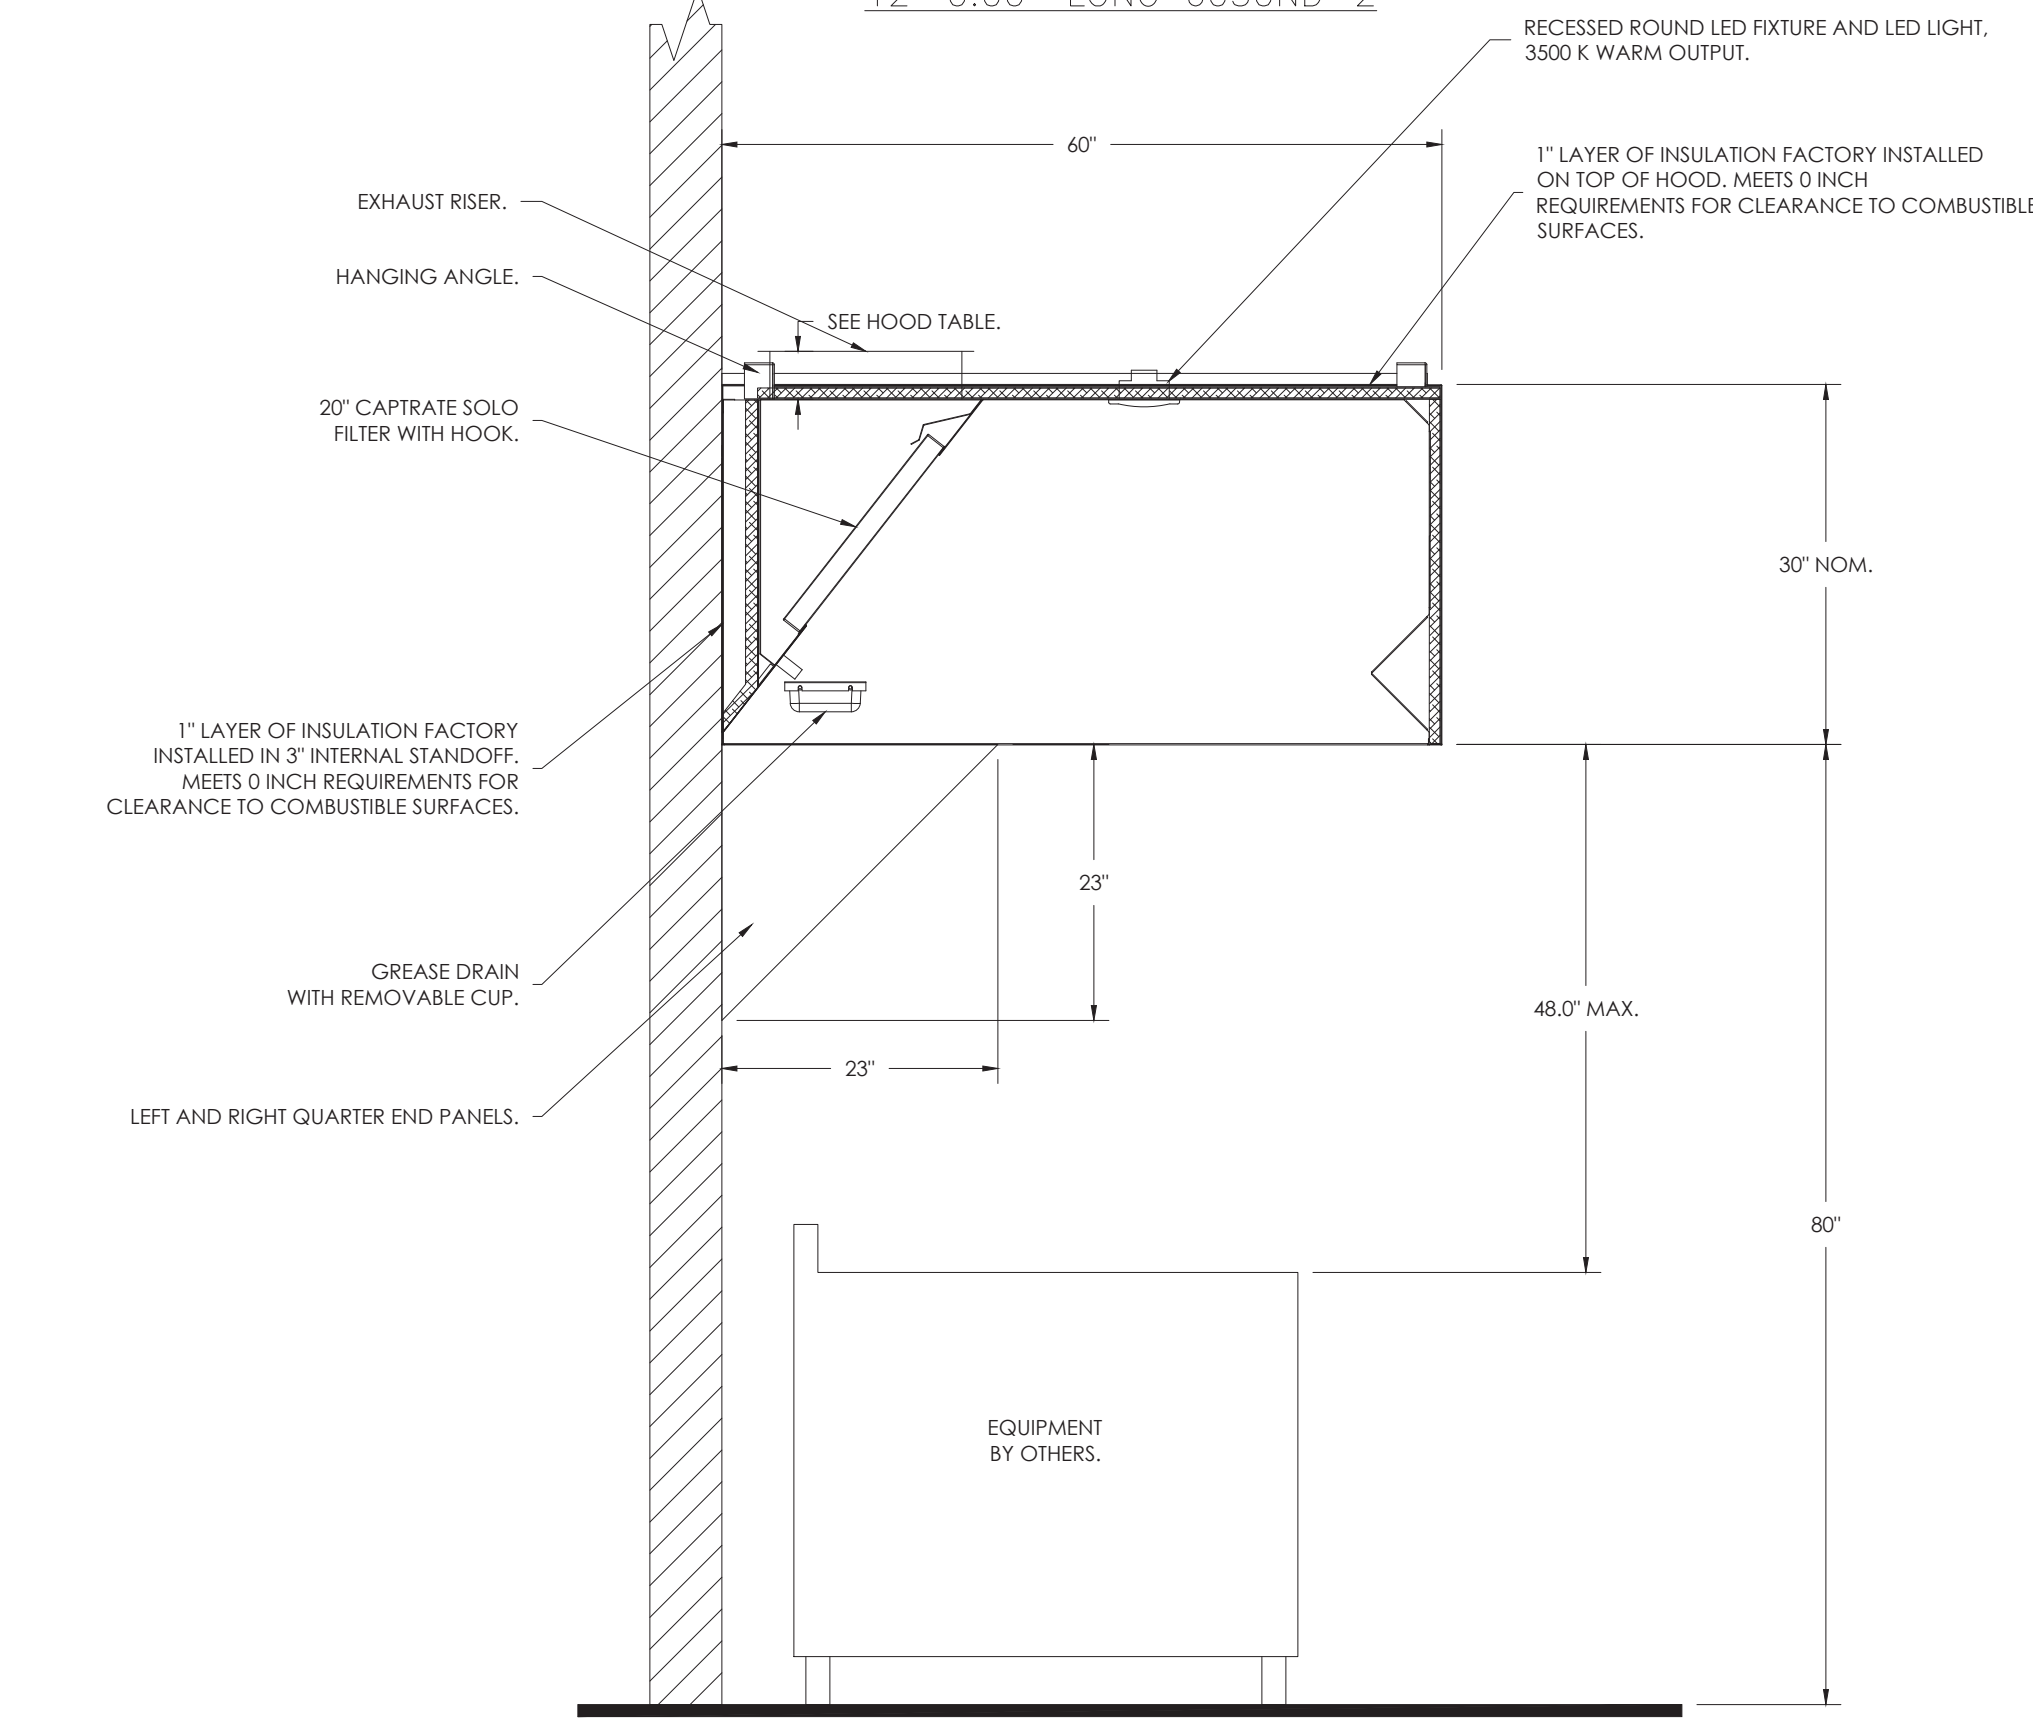 RECESSED ROUND LED FIXTURE AND LED LIGHT,
3500 K WARM OUTPUT.
60"
1" LAYER OF INSULATION FACTORY INSTALLED
ON TOP OF HOOD. MEETS 0 INCH
REQUIREMENTS FOR CLEARANCE TO COMBUSTIBLE
SURFACES.
EXHAUST RISER.
HANGING ANGLE.
SEE HOOD TABLE.
20" CAPTRATE SOLO
FILTER WITH HOOK.
30" NOM.
1" LAYER OF INSULATION FACTORY
INSTALLED IN 3" INTERNAL STANDOFF.
MEETS 0 INCH REQUIREMENTS FOR
CLEARANCE TO COMBUSTIBLE SURFACES.
23"
GREASE DRAIN
WITH REMOVABLE CUP.
48.0" MAX.
23"
LEFT AND RIGHT QUARTER END PANELS.
80"
EQUIPMENT
BY OTHERS.